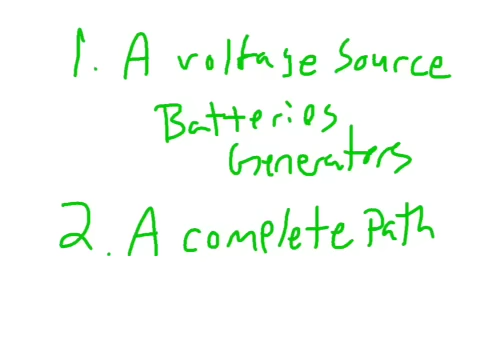 1. A voltage source
Batteries
Generators
2. A complete Path